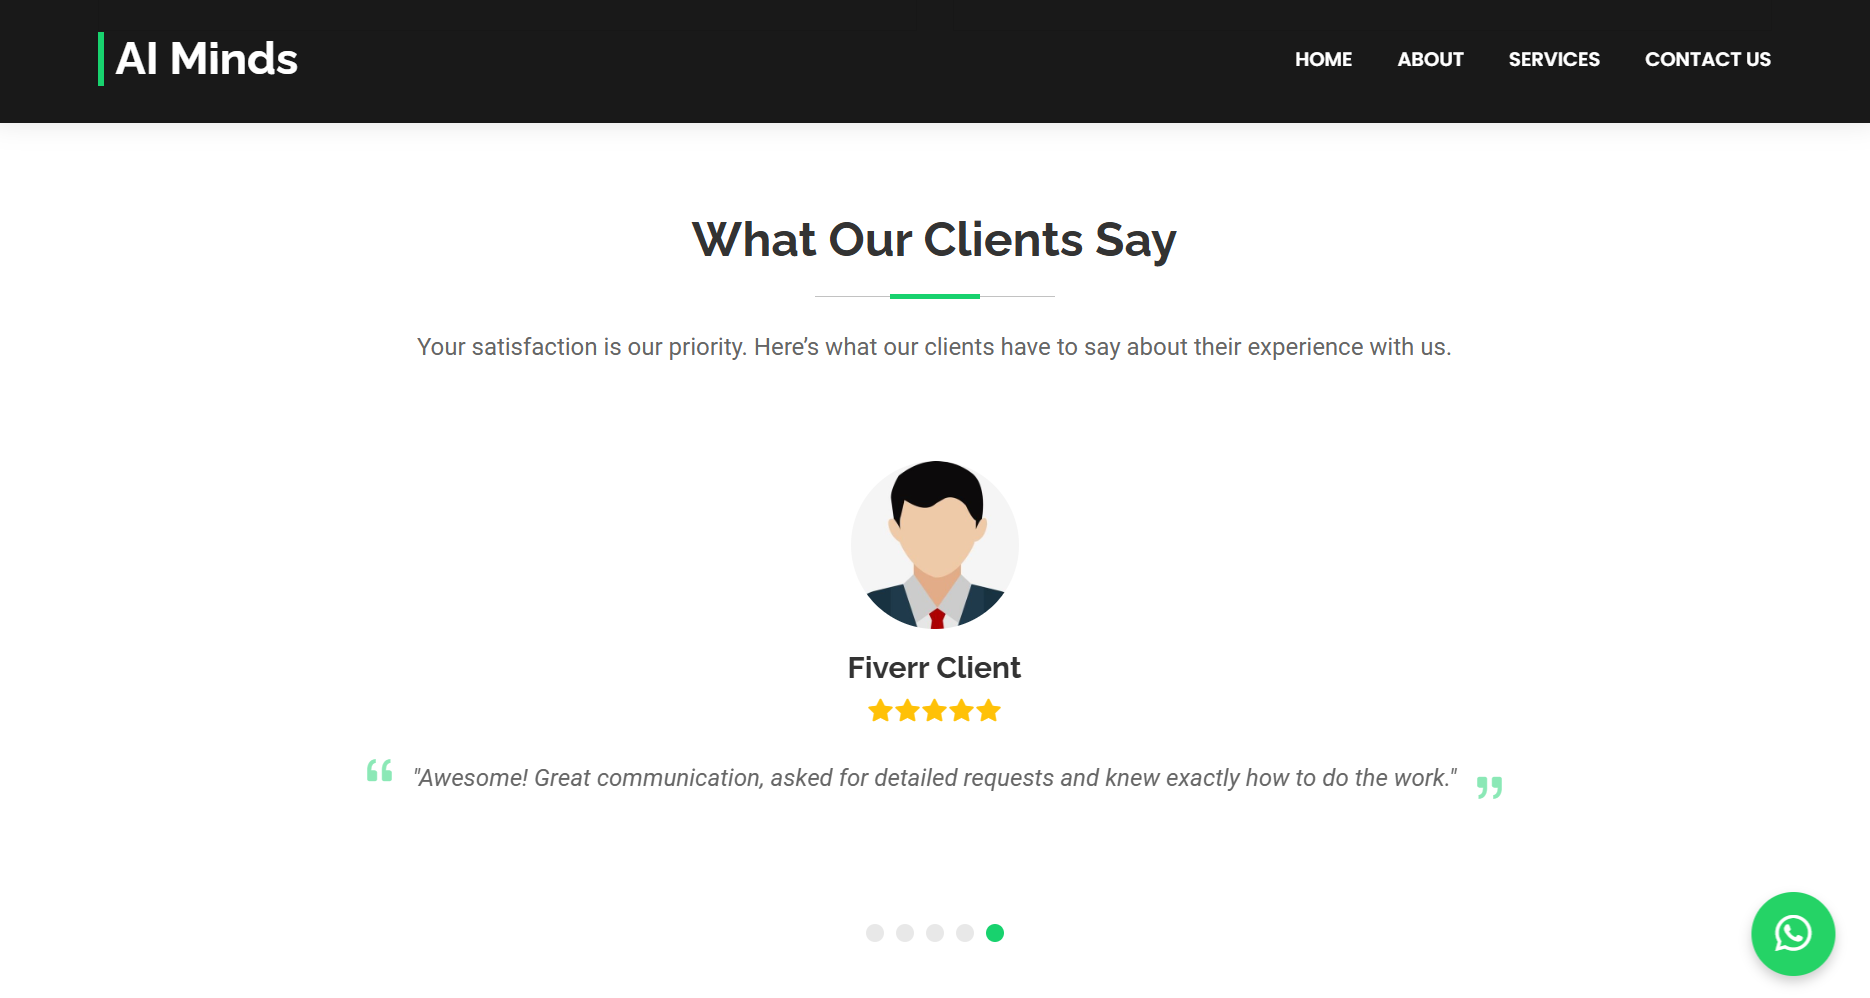 AI Minds
HOME ABOUT SERVICES CONTACT US
What Our Clients Say
Your satisfaction is our priority. Here’s what our clients have to say about their experience with us.
Fiverr Client
"Awesome! Great communication, asked for detailed requests and knew exactly how to do the work."